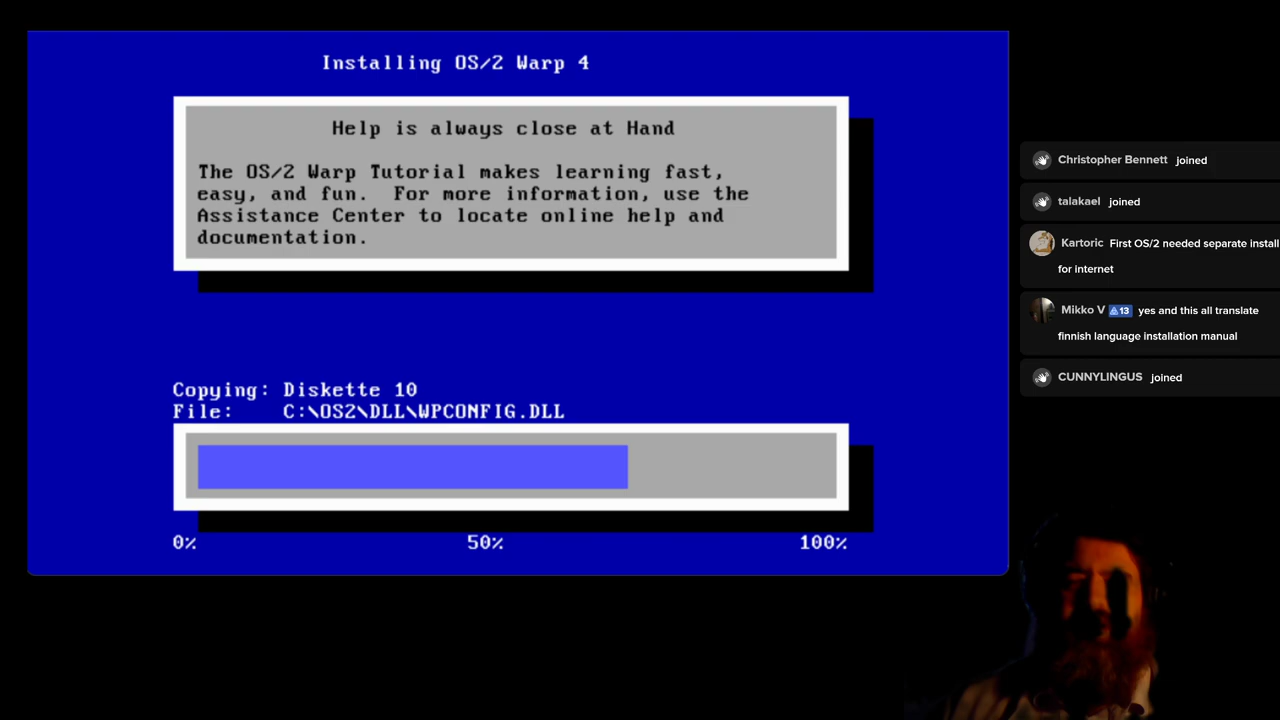 Installing OS/2 Warp 4
Help is always close at Hand
The OS/2 Warp Tutorial makes learning fast,
easy, and fun.  For more information, use the
Assistance Center to locate online help and
documentation.
Copying: Diskette 10
File:    C:\OS2\DLL\WPCONFIG.DLL
0% 50% 100%
Christopher Bennett joined
talakael joined
Kartoric First OS/2 needed separate install
for internet
Mikko V 13 yes and this all translate
finnish language installation manual
CUNNYLINGUS joined